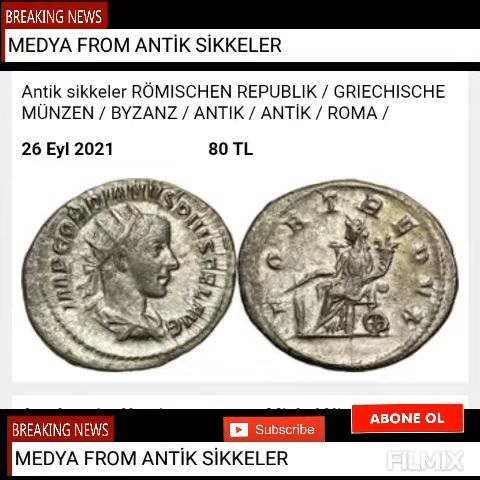 BREAKING NEWS
MEDYA FROM ANTİK SİKKELER
Antik sikkeler RÖMISCHEN REPUBLIK / GRIECHISCHE
MÜNZEN / BYZANZ / ANTIK / ANTİK / ROMA /
26 Eyl 2021 80 TL
IMP GORDIANVS PIVS FEL AVG
FORT REDVX
ABONE OL
BREAKING NEWS
Subscribe
MEDYA FROM ANTİK SİKKELER
FILMIX